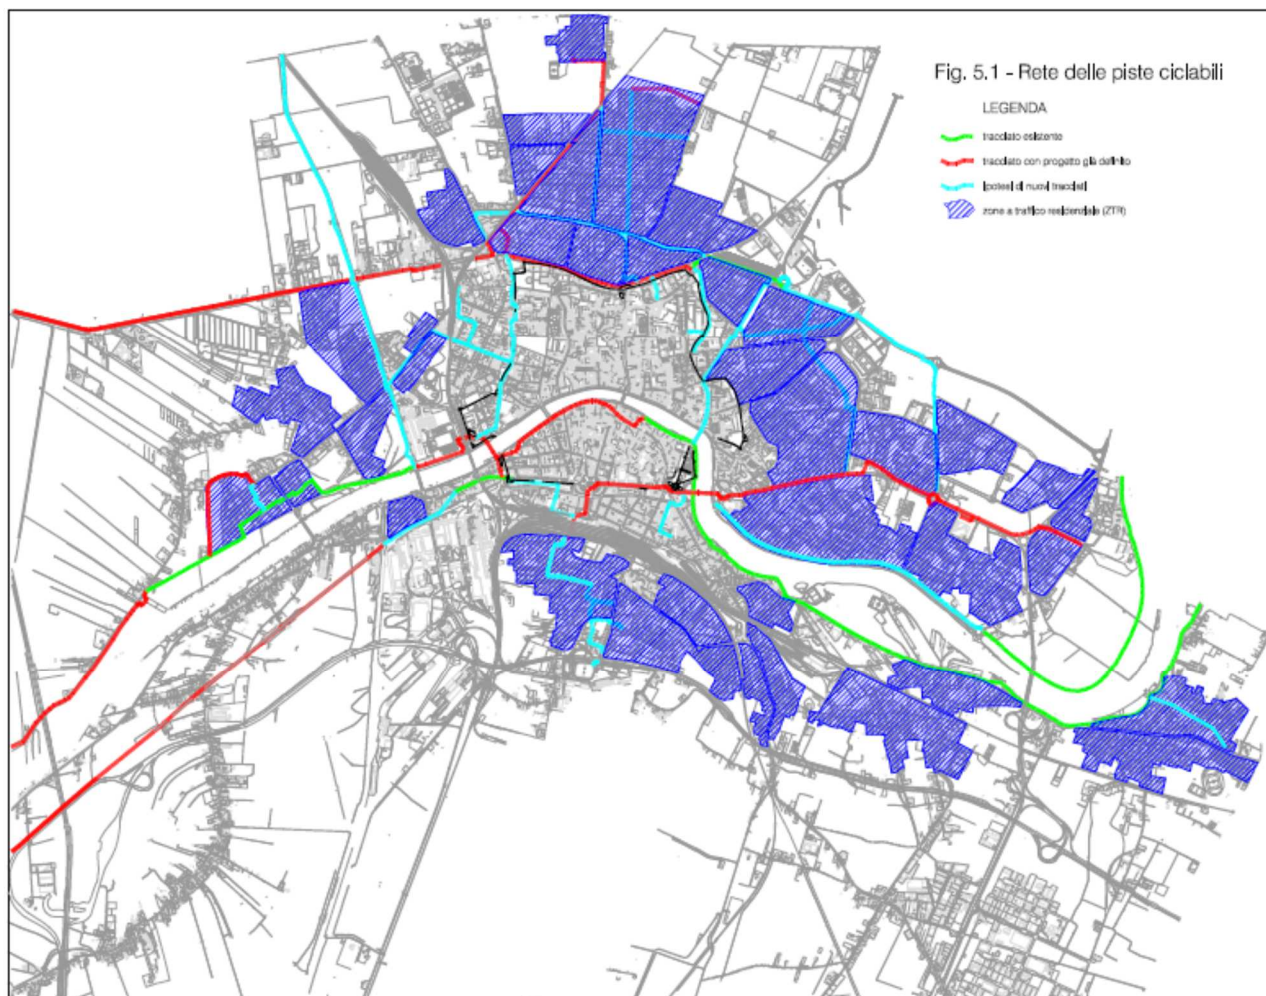 Fig. 5.1 - Rete delle piste ciclabili
LEGENDA
tracciato esistente
tracciato con progetto già definito
ipotesi di nuovi tracciati
zone a traffico residenziale (ZTR)